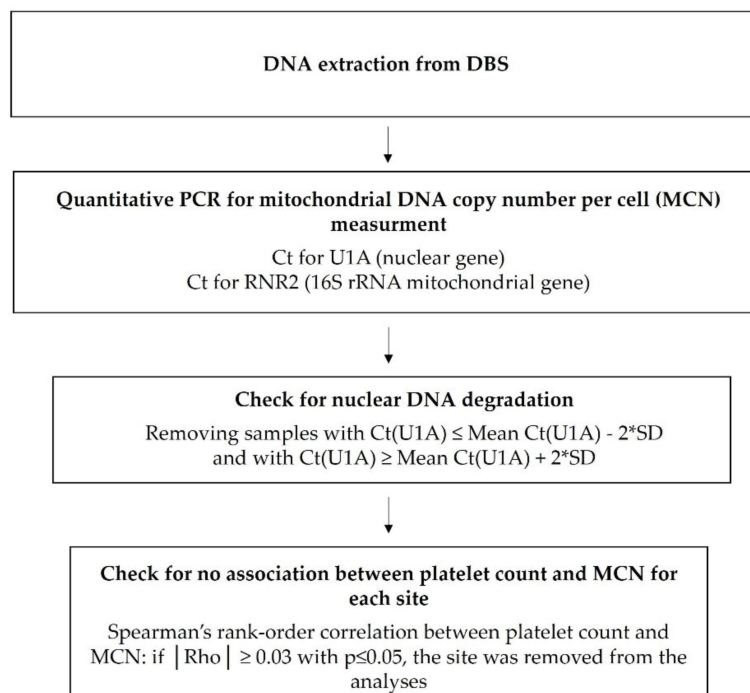 DNA extraction from DBS
Quantitative PCR for mitochondrial DNA copy number per cell (MCN)
measurment
Ct for U1A (nuclear gene)
Ct for RNR2 (16S rRNA mitochondrial gene)
Check for nuclear DNA degradation
Removing samples with Ct(U1A) ≤ Mean Ct(U1A) - 2*SD
and with Ct(U1A) ≥ Mean Ct(U1A) + 2*SD
Check for no association between platelet count and MCN for
each site
Spearman's rank-order correlation between platelet count and
MCN: if |Rho| ≥ 0.03 with p≤0.05, the site was removed from the
analyses